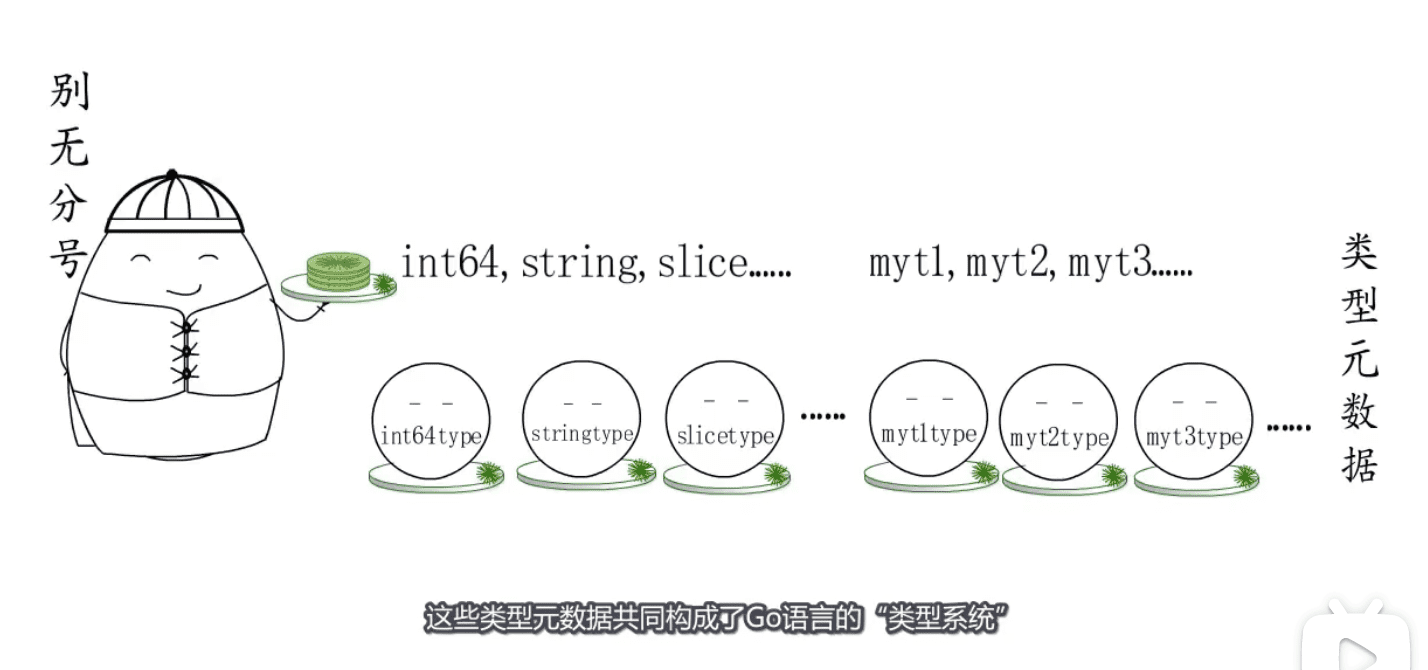 别无分号
int64,string,slice……
myt1,myt2,myt3……
类型元数据
int64type
stringtype
slicetype
……
myt1type
myt2type
myt3type
……
这些类型元数据共同构成了Go语言的“类型系统”